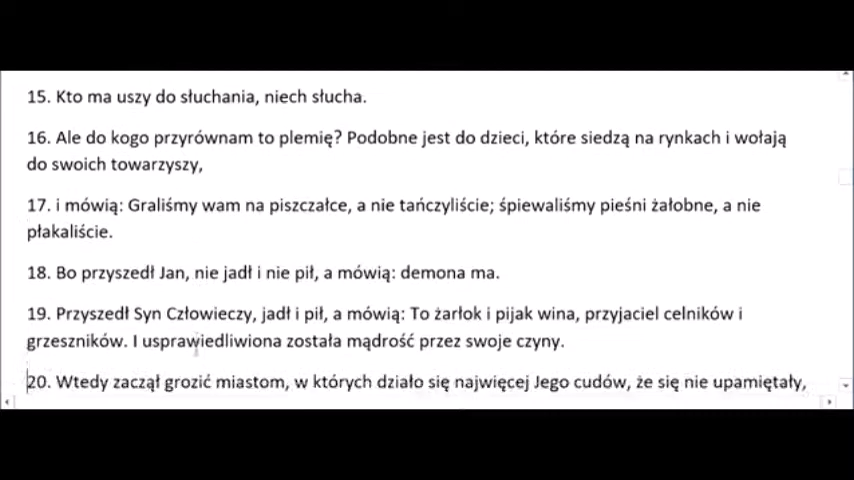 15. Kto ma uszy do słuchania, niech słucha.
16. Ale do kogo przyrównam to plemię? Podobne jest do dzieci, które siedzą na rynkach i wołają
do swoich towarzyszy,
17. i mówią: Graliśmy wam na piszczałce, a nie tańczyliście; śpiewaliśmy pieśni żałobne, a nie
płakaliście.
18. Bo przyszedł Jan, nie jadł i nie pił, a mówią: demona ma.
19. Przyszedł Syn Człowieczy, jadł i pił, a mówią: To żarłok i pijak wina, przyjaciel celników i
grzeszników. I usprawiedliwiona została mądrość przez swoje czyny.
20. Wtedy zaczął grozić miastom, w których działo się najwięcej Jego cudów, że się nie upamiętały,